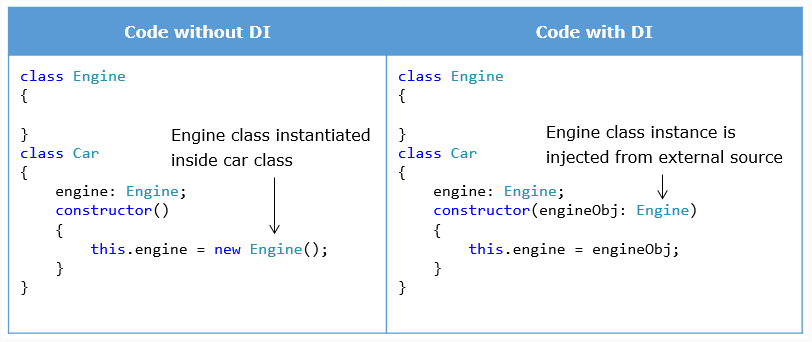 Code without DI
class Engine
{
}
class Car
{
engine: Engine;
constructor()
{
this.engine = new Engine();
}
}
Engine class instantiated
inside car class
Code with DI
class Engine
{
}
class Car
{
engine: Engine;
constructor(engineObj: Engine)
{
this.engine = engineObj;
}
}
Engine class instance is
injected from external source